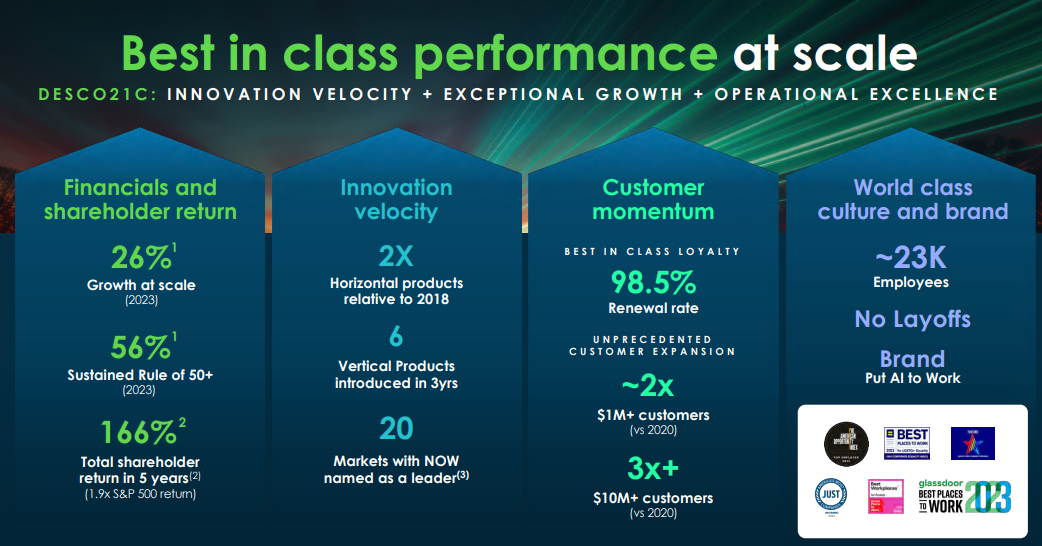 Best in class performance at scale
DESCO21C: INNOVATION VELOCITY + EXCEPTIONAL GROWTH + OPERATIONAL EXCELLENCE
Financials and
shareholder return
26%1
Growth at scale
(2023)
56%1
Sustained Rule of 50+
(2023)
166%2
Total shareholder
return in 5 years(2)
(1.9x S&P 500 return)
Innovation
velocity
2X
Horizontal products
relative to 2018
6
Vertical Products
introduced in 3yrs
20
Markets with NOW
named as a leader(3)
Customer
momentum
BEST IN CLASS LOYALTY
98.5%
Renewal rate
UNPRECEDENTED
CUSTOMER EXPANSION
~2x
$1M+ customers
(vs 2020)
3x+
$10M+ customers
(vs 2020)
World class
culture and brand
~23K
Employees
No Layoffs
Brand
Put AI to Work
THE
AMERICAN
OPPORTUNITY
INDEX
BEST
PLACES TO WORK
JUST
Best
Workplaces
for Parents
glassdoor
BEST PLACES
TO WORK
2023